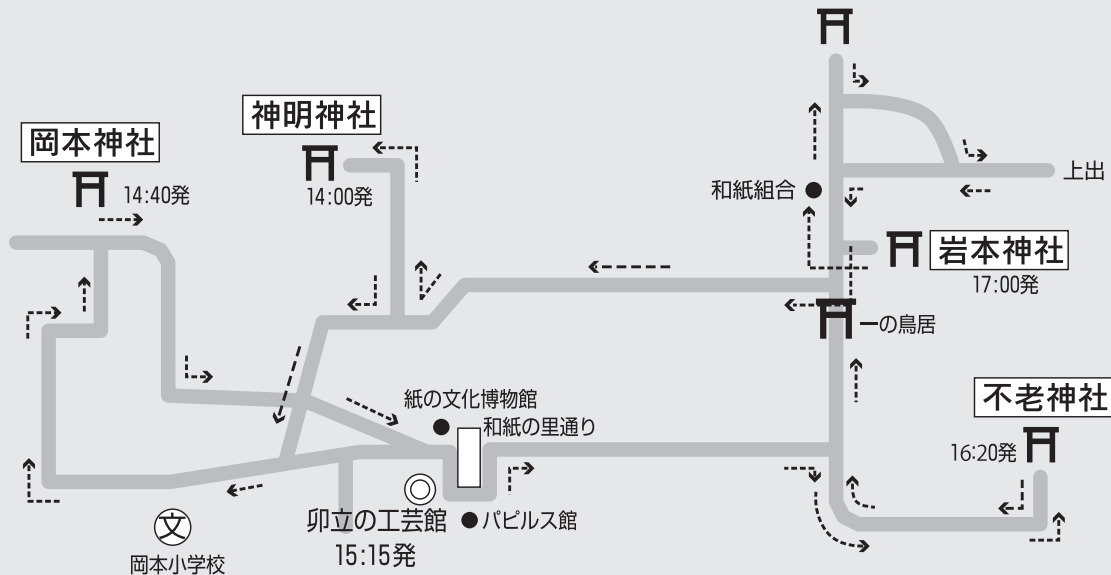 岡本神社
14:40発
神明神社
14:00発
和紙組合
上出
岩本神社
17:00発
一の鳥居
不老神社
16:20発
紙の文化博物館
和紙の里通り
卯立の工芸館
15:15発
パピルス館
文
岡本小学校